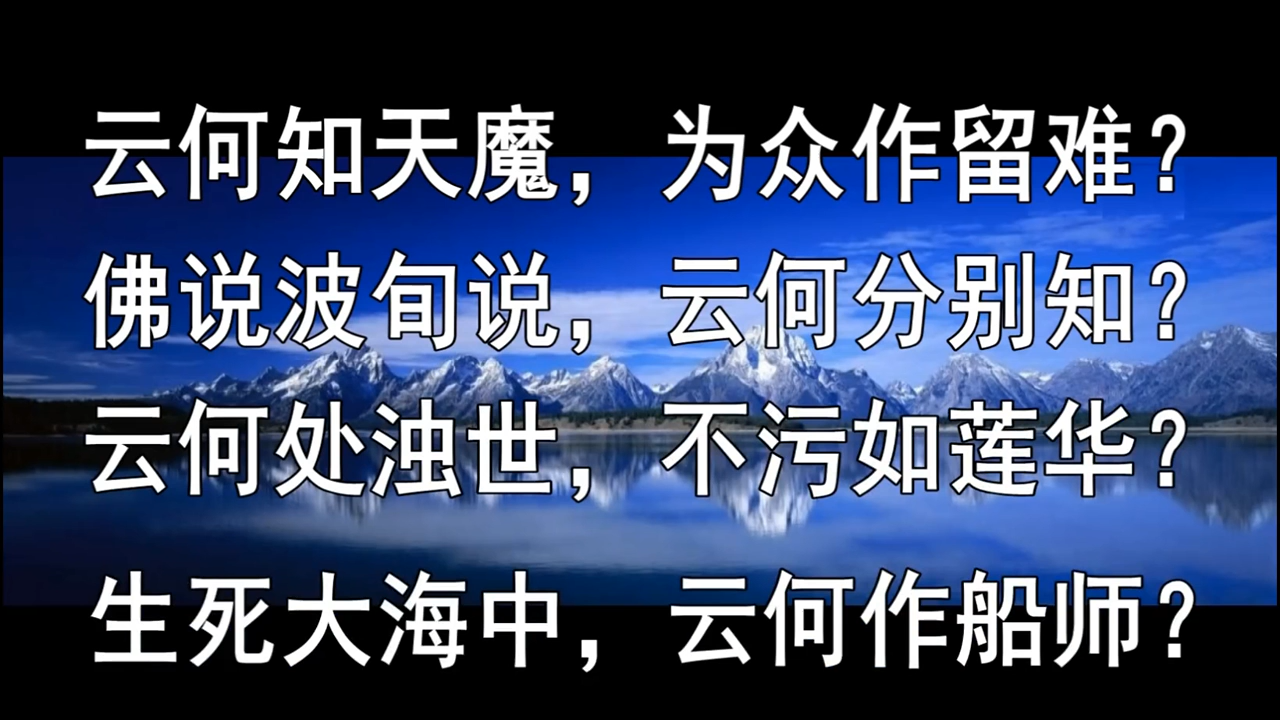 云何知天魔，为众作留难？
佛说波旬说，云何分别知？
云何处浊世，不污如莲华？
生死大海中，云何作船师？